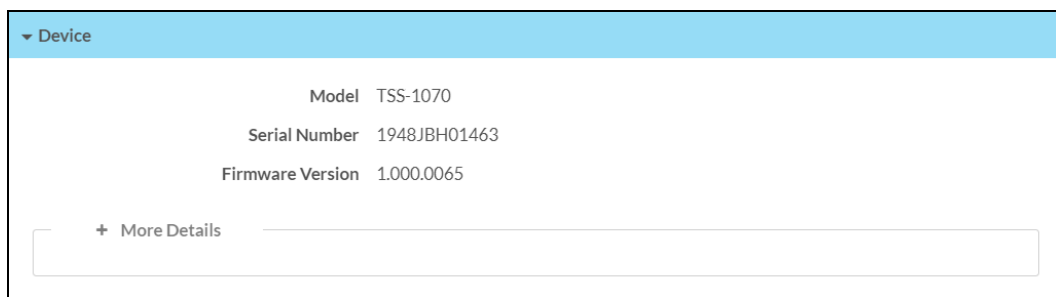 Device
Model TSS-1070
Serial Number 1948JBH01463
Firmware Version 1.000.0065
+ More Details